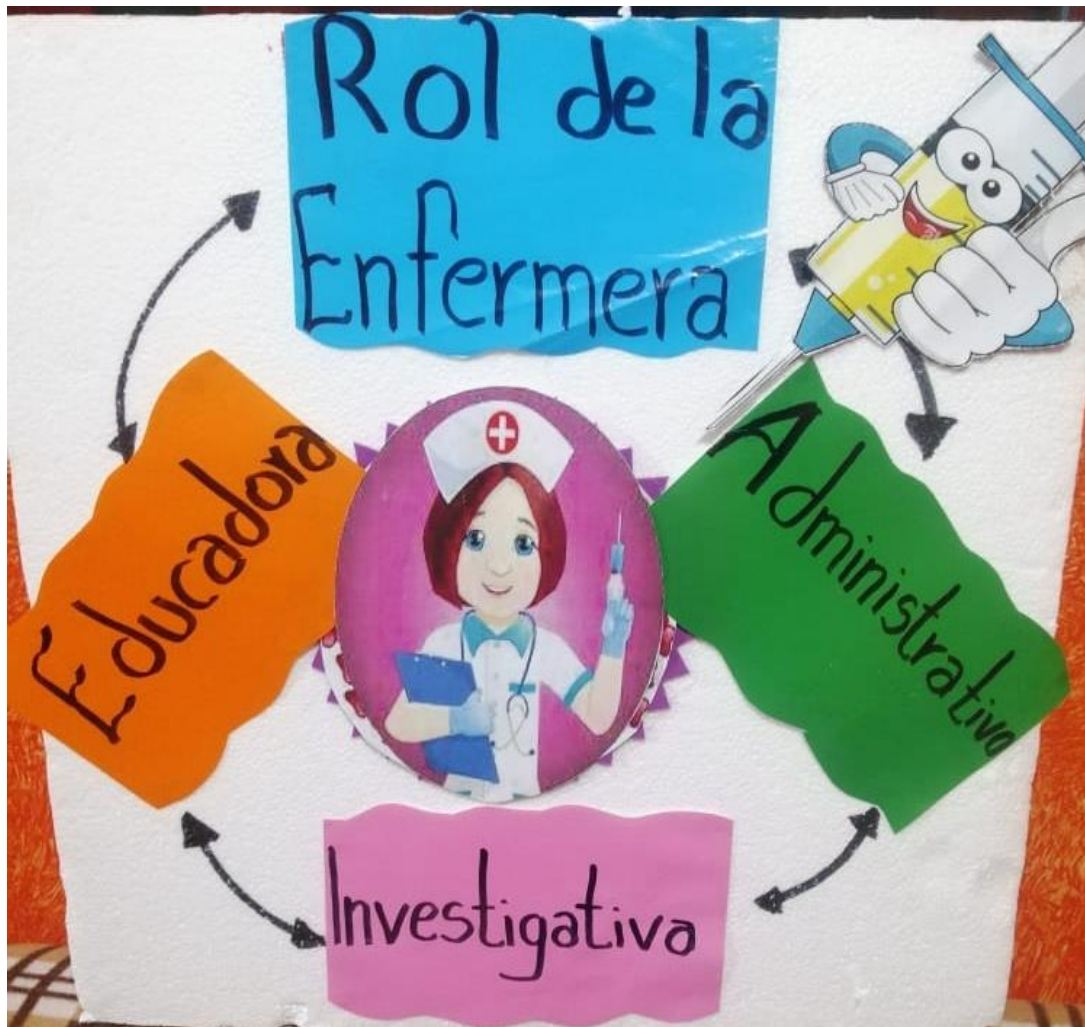 Rol de la
Enfermera
Educadora
Administrativa
Investigativa